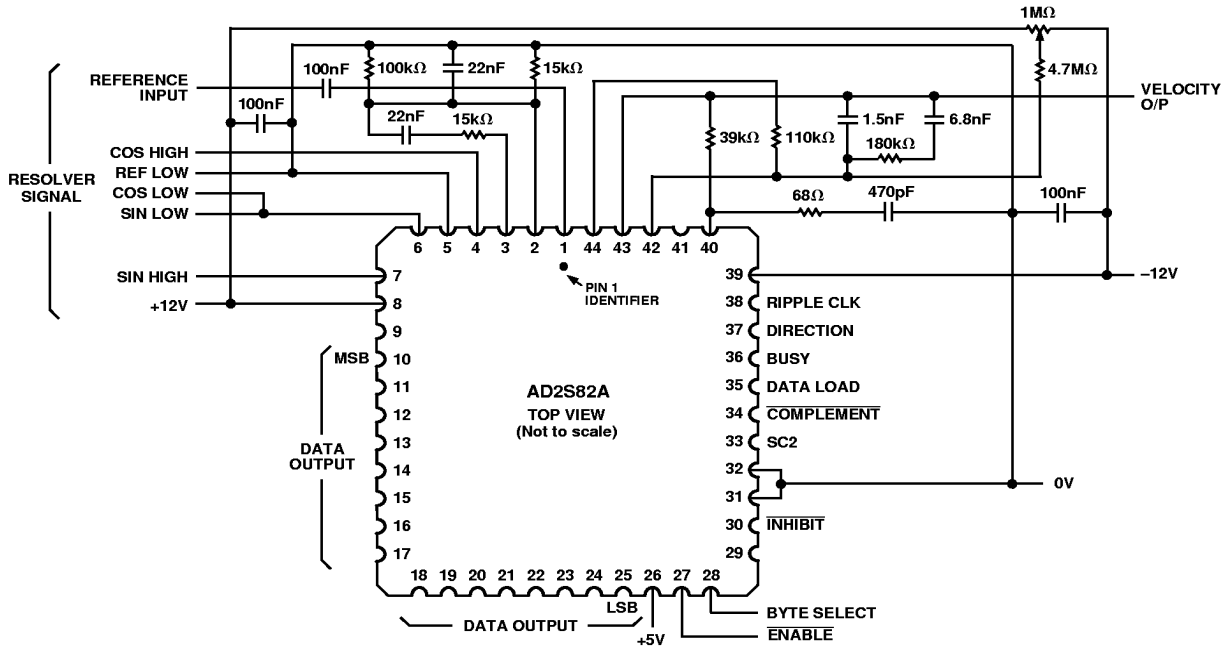 1MΩ
REFERENCE
INPUT
100nF
100kΩ
22nF
15kΩ
4.7MΩ
VELOCITY
O/P
100nF
22nF
15kΩ
39kΩ
110kΩ
1.5nF
6.8nF
180kΩ
RESOLVER
SIGNAL
COS HIGH
REF LOW
COS LOW
SIN LOW
68Ω
470pF
100nF
6 5 4 3 2 1 44 43 42 41 40
SIN HIGH
+12V
PIN 1
IDENTIFIER
7
8
9
MSB 10
11
12
13
14
15
16
17
DATA
OUTPUT
AD2S82A
TOP VIEW
(Not to scale)
39
–12V
38 RIPPLE CLK
37 DIRECTION
36 BUSY
35 DATA LOAD
34 COMPLEMENT
33 SC2
32
31
0V
30 INHIBIT
29
18 19 20 21 22 23 24 25 26 27 28
LSB
DATA OUTPUT
+5V
BYTE SELECT
ENABLE